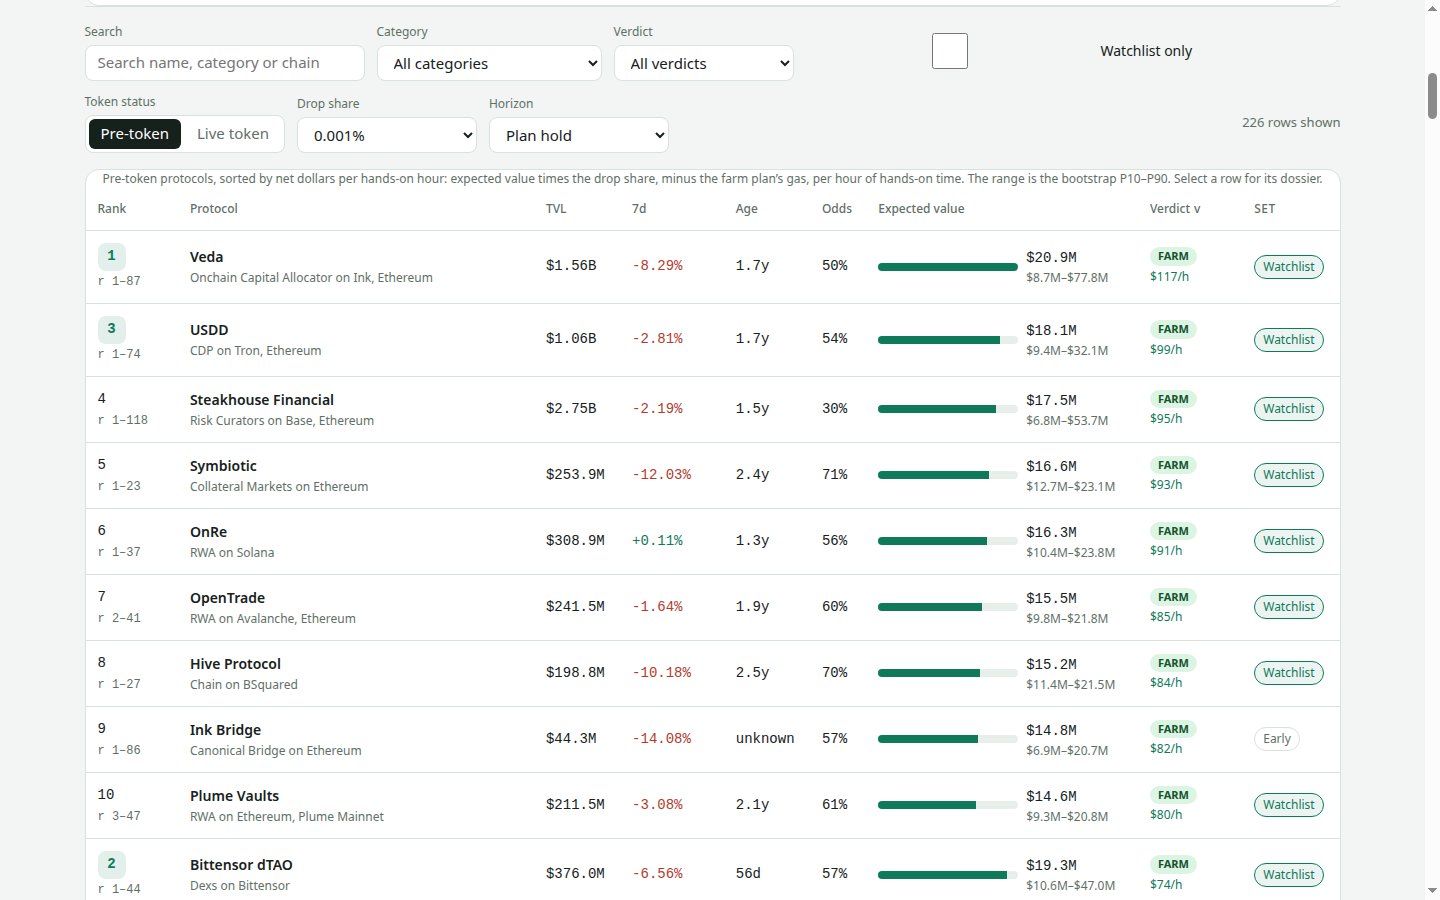 Search
Category
Verdict
Search name, category or chain
All categories
All verdicts
Watchlist only
Token status
Drop share
Horizon
Pre-token
Live token
0.001%
Plan hold
226 rows shown
Pre-token protocols, sorted by net dollars per hands-on hour: expected value times the drop share, minus the farm plan’s gas, per hour of hands-on time. The range is the bootstrap P10–P90. Select a row for its dossier.
Rank Protocol TVL 7d Age Odds Expected value Verdict v SET
1 Veda $1.56B -8.29% 1.7y 50% $20.9M FARM Watchlist
r 1–87 Onchain Capital Allocator on Ink, Ethereum $8.7M–$77.8M $117/h
3 USDD $1.06B -2.81% 1.7y 54% $18.1M FARM Watchlist
r 1–74 CDP on Tron, Ethereum $9.4M–$32.1M $99/h
4 Steakhouse Financial $2.75B -2.19% 1.5y 30% $17.5M FARM Watchlist
r 1–118 Risk Curators on Base, Ethereum $6.8M–$53.7M $95/h
5 Symbiotic $253.9M -12.03% 2.4y 71% $16.6M FARM Watchlist
r 1–23 Collateral Markets on Ethereum $12.7M–$23.1M $93/h
6 OnRe $308.9M +0.11% 1.3y 56% $16.3M FARM Watchlist
r 1–37 RWA on Solana $10.4M–$23.8M $91/h
7 OpenTrade $241.5M -1.64% 1.9y 60% $15.5M FARM Watchlist
r 2–41 RWA on Avalanche, Ethereum $9.8M–$21.8M $85/h
8 Hive Protocol $198.8M -10.18% 2.5y 70% $15.2M FARM Watchlist
r 1–27 Chain on BSquared $11.4M–$21.5M $84/h
9 Ink Bridge $44.3M -14.08% unknown 57% $14.8M FARM Early
r 1–86 Canonical Bridge on Ethereum $6.9M–$20.7M $82/h
10 Plume Vaults $211.5M -3.08% 2.1y 61% $14.6M FARM Watchlist
r 3–47 RWA on Ethereum, Plume Mainnet $9.3M–$20.8M $80/h
2 Bittensor dTAO $376.0M -6.56% 56d 57% $19.3M FARM Watchlist
r 1–44 Dexs on Bittensor $10.6M–$47.0M $74/h